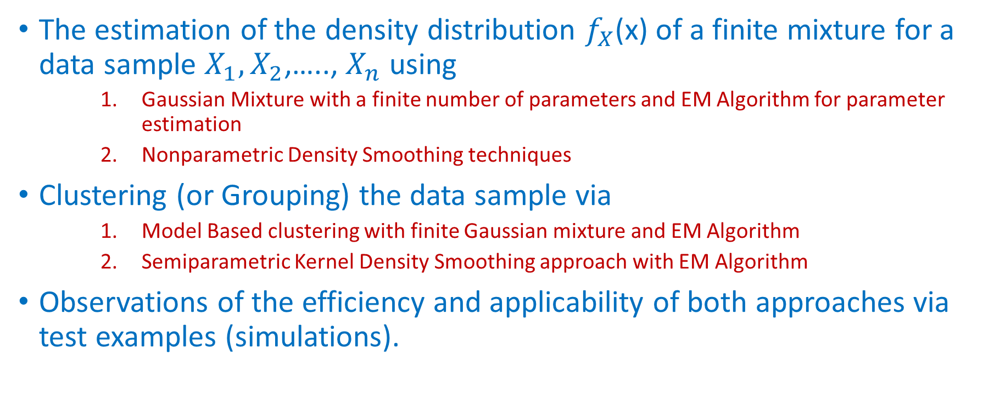 • The estimation of the density distribution f_X(x) of a finite mixture for a
data sample X_1, X_2,....., X_n using
1. Gaussian Mixture with a finite number of parameters and EM Algorithm for parameter
estimation
2. Nonparametric Density Smoothing techniques
• Clustering (or Grouping) the data sample via
1. Model Based clustering with finite Gaussian mixture and EM Algorithm
2. Semiparametric Kernel Density Smoothing approach with EM Algorithm
• Observations of the efficiency and applicability of both approaches via
test examples (simulations).